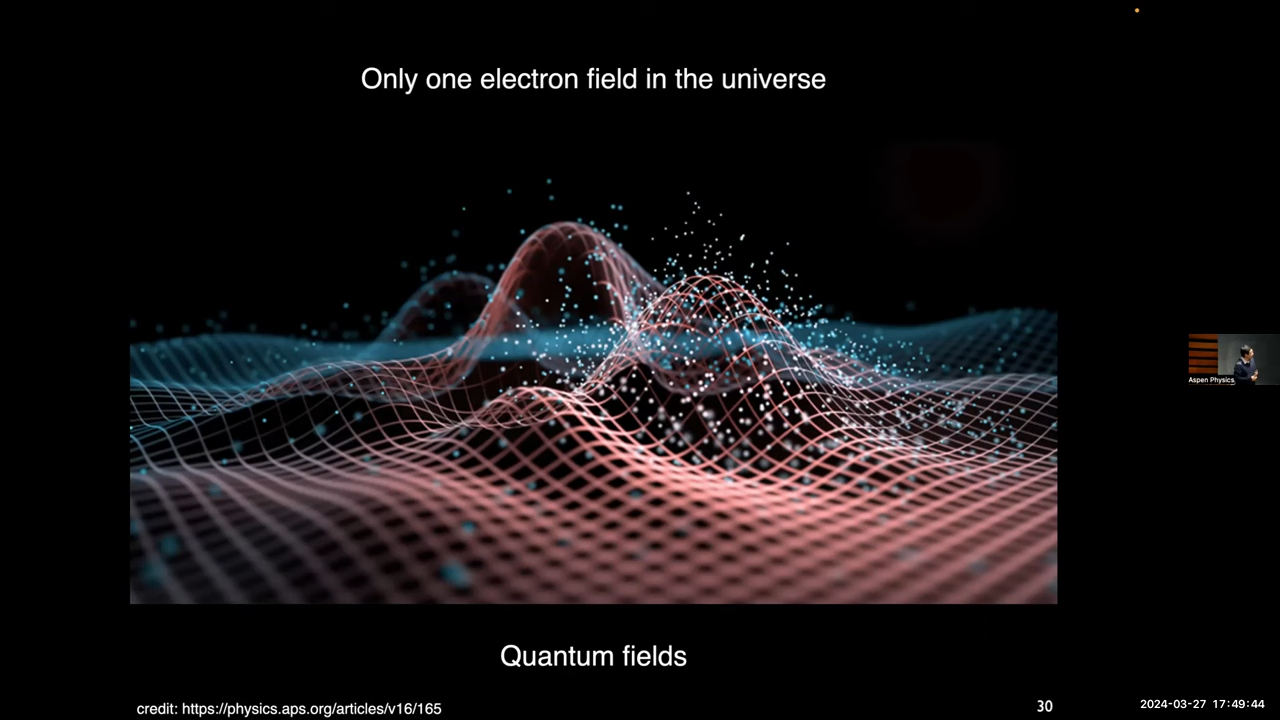 Only one electron field in the universe
Aspen Physics
Quantum fields
credit: https://physics.aps.org/articles/v16/165
30
2024-03-27 17:49:44